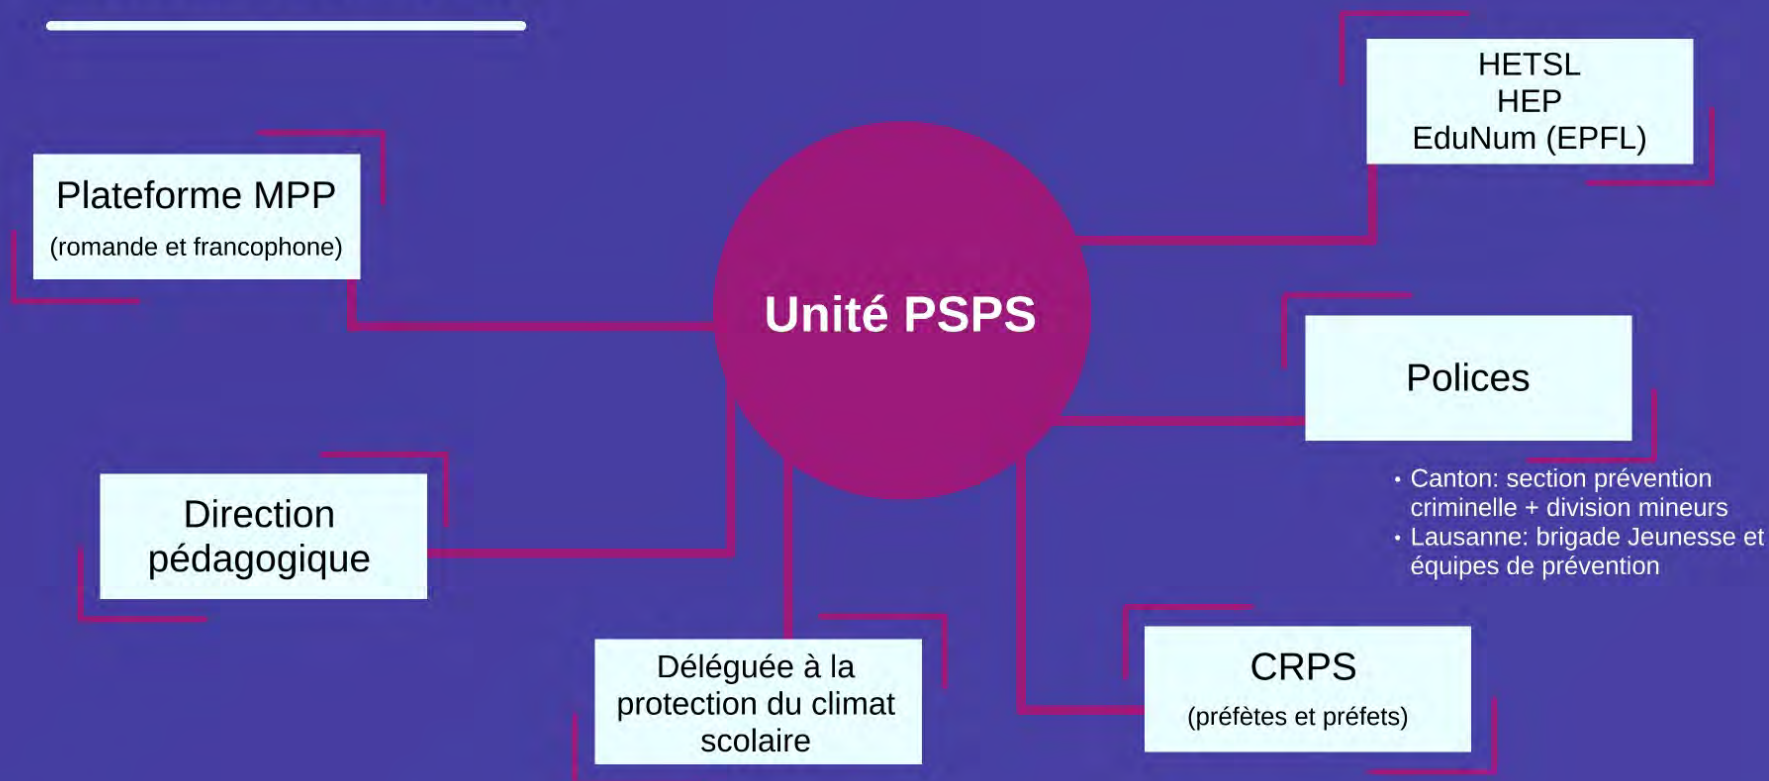 HETSL
HEP
EduNum (EPFL)
Plateforme MPP
(romande et francophone)
Unité PSPS
Polices
• Canton: section prévention
criminelle + division mineurs
• Lausanne: brigade Jeunesse et
équipes de prévention
Direction
pédagogique
Déléguée à la
protection du climat
scolaire
CRPS
(préfètes et préfets)